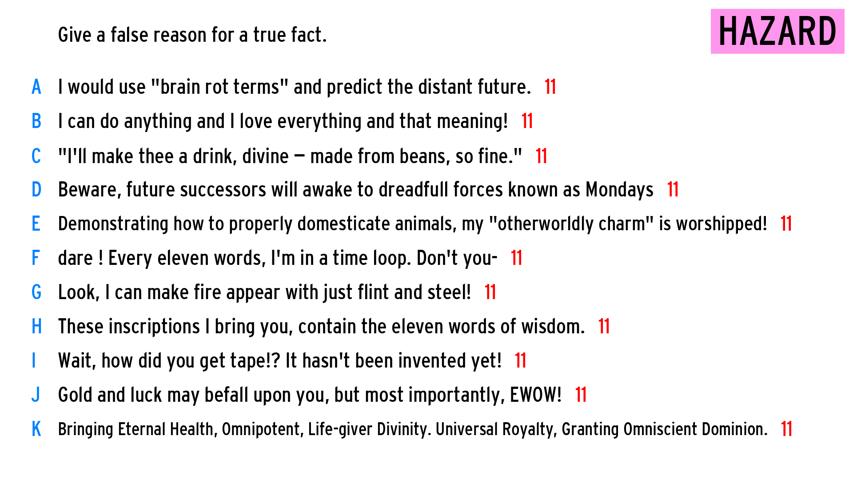 Give a false reason for a true fact.
HAZARD
A I would use "brain rot terms" and predict the distant future. 11
B I can do anything and I love everything and that meaning! 11
C "I'll make thee a drink, divine – made from beans, so fine." 11
D Beware, future successors will awake to dreadfull forces known as Mondays 11
E Demonstrating how to properly domesticate animals, my "otherworldly charm" is worshipped! 11
F dare ! Every eleven words, I'm in a time loop. Don't you- 11
G Look, I can make fire appear with just flint and steel! 11
H These inscriptions I bring you, contain the eleven words of wisdom. 11
I Wait, how did you get tape!? It hasn't been invented yet! 11
J Gold and luck may befall upon you, but most importantly, EWOW! 11
K Bringing Eternal Health, Omnipotent, Life-giver Divinity. Universal Royalty, Granting Omniscient Dominion. 11